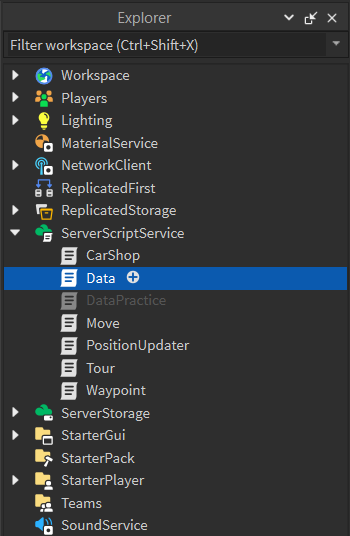 Explorer
Filter workspace (Ctrl+Shift+X)
Workspace
Players
Lighting
MaterialService
NetworkClient
ReplicatedFirst
ReplicatedStorage
ServerScriptService
CarShop
Data
DataPractice
Move
PositionUpdater
Tour
Waypoint
ServerStorage
StarterGui
StarterPack
StarterPlayer
Teams
SoundService